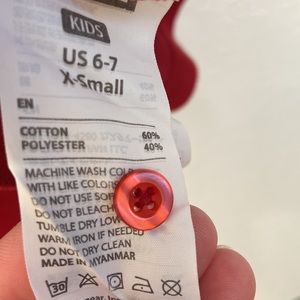 KIDS
US 6-7
X-Small
EN
COTTON 60%
POLYESTER 40%
MACHINE WASH COLD
WITH LIKE COLORS
DO NOT USE SOF
DO NOT BLEACH
TUMBLE DRY LOW
WARM IRON IF NEEDED
DO NOT DRY CLEAN
MADE IN MYANMAR
30